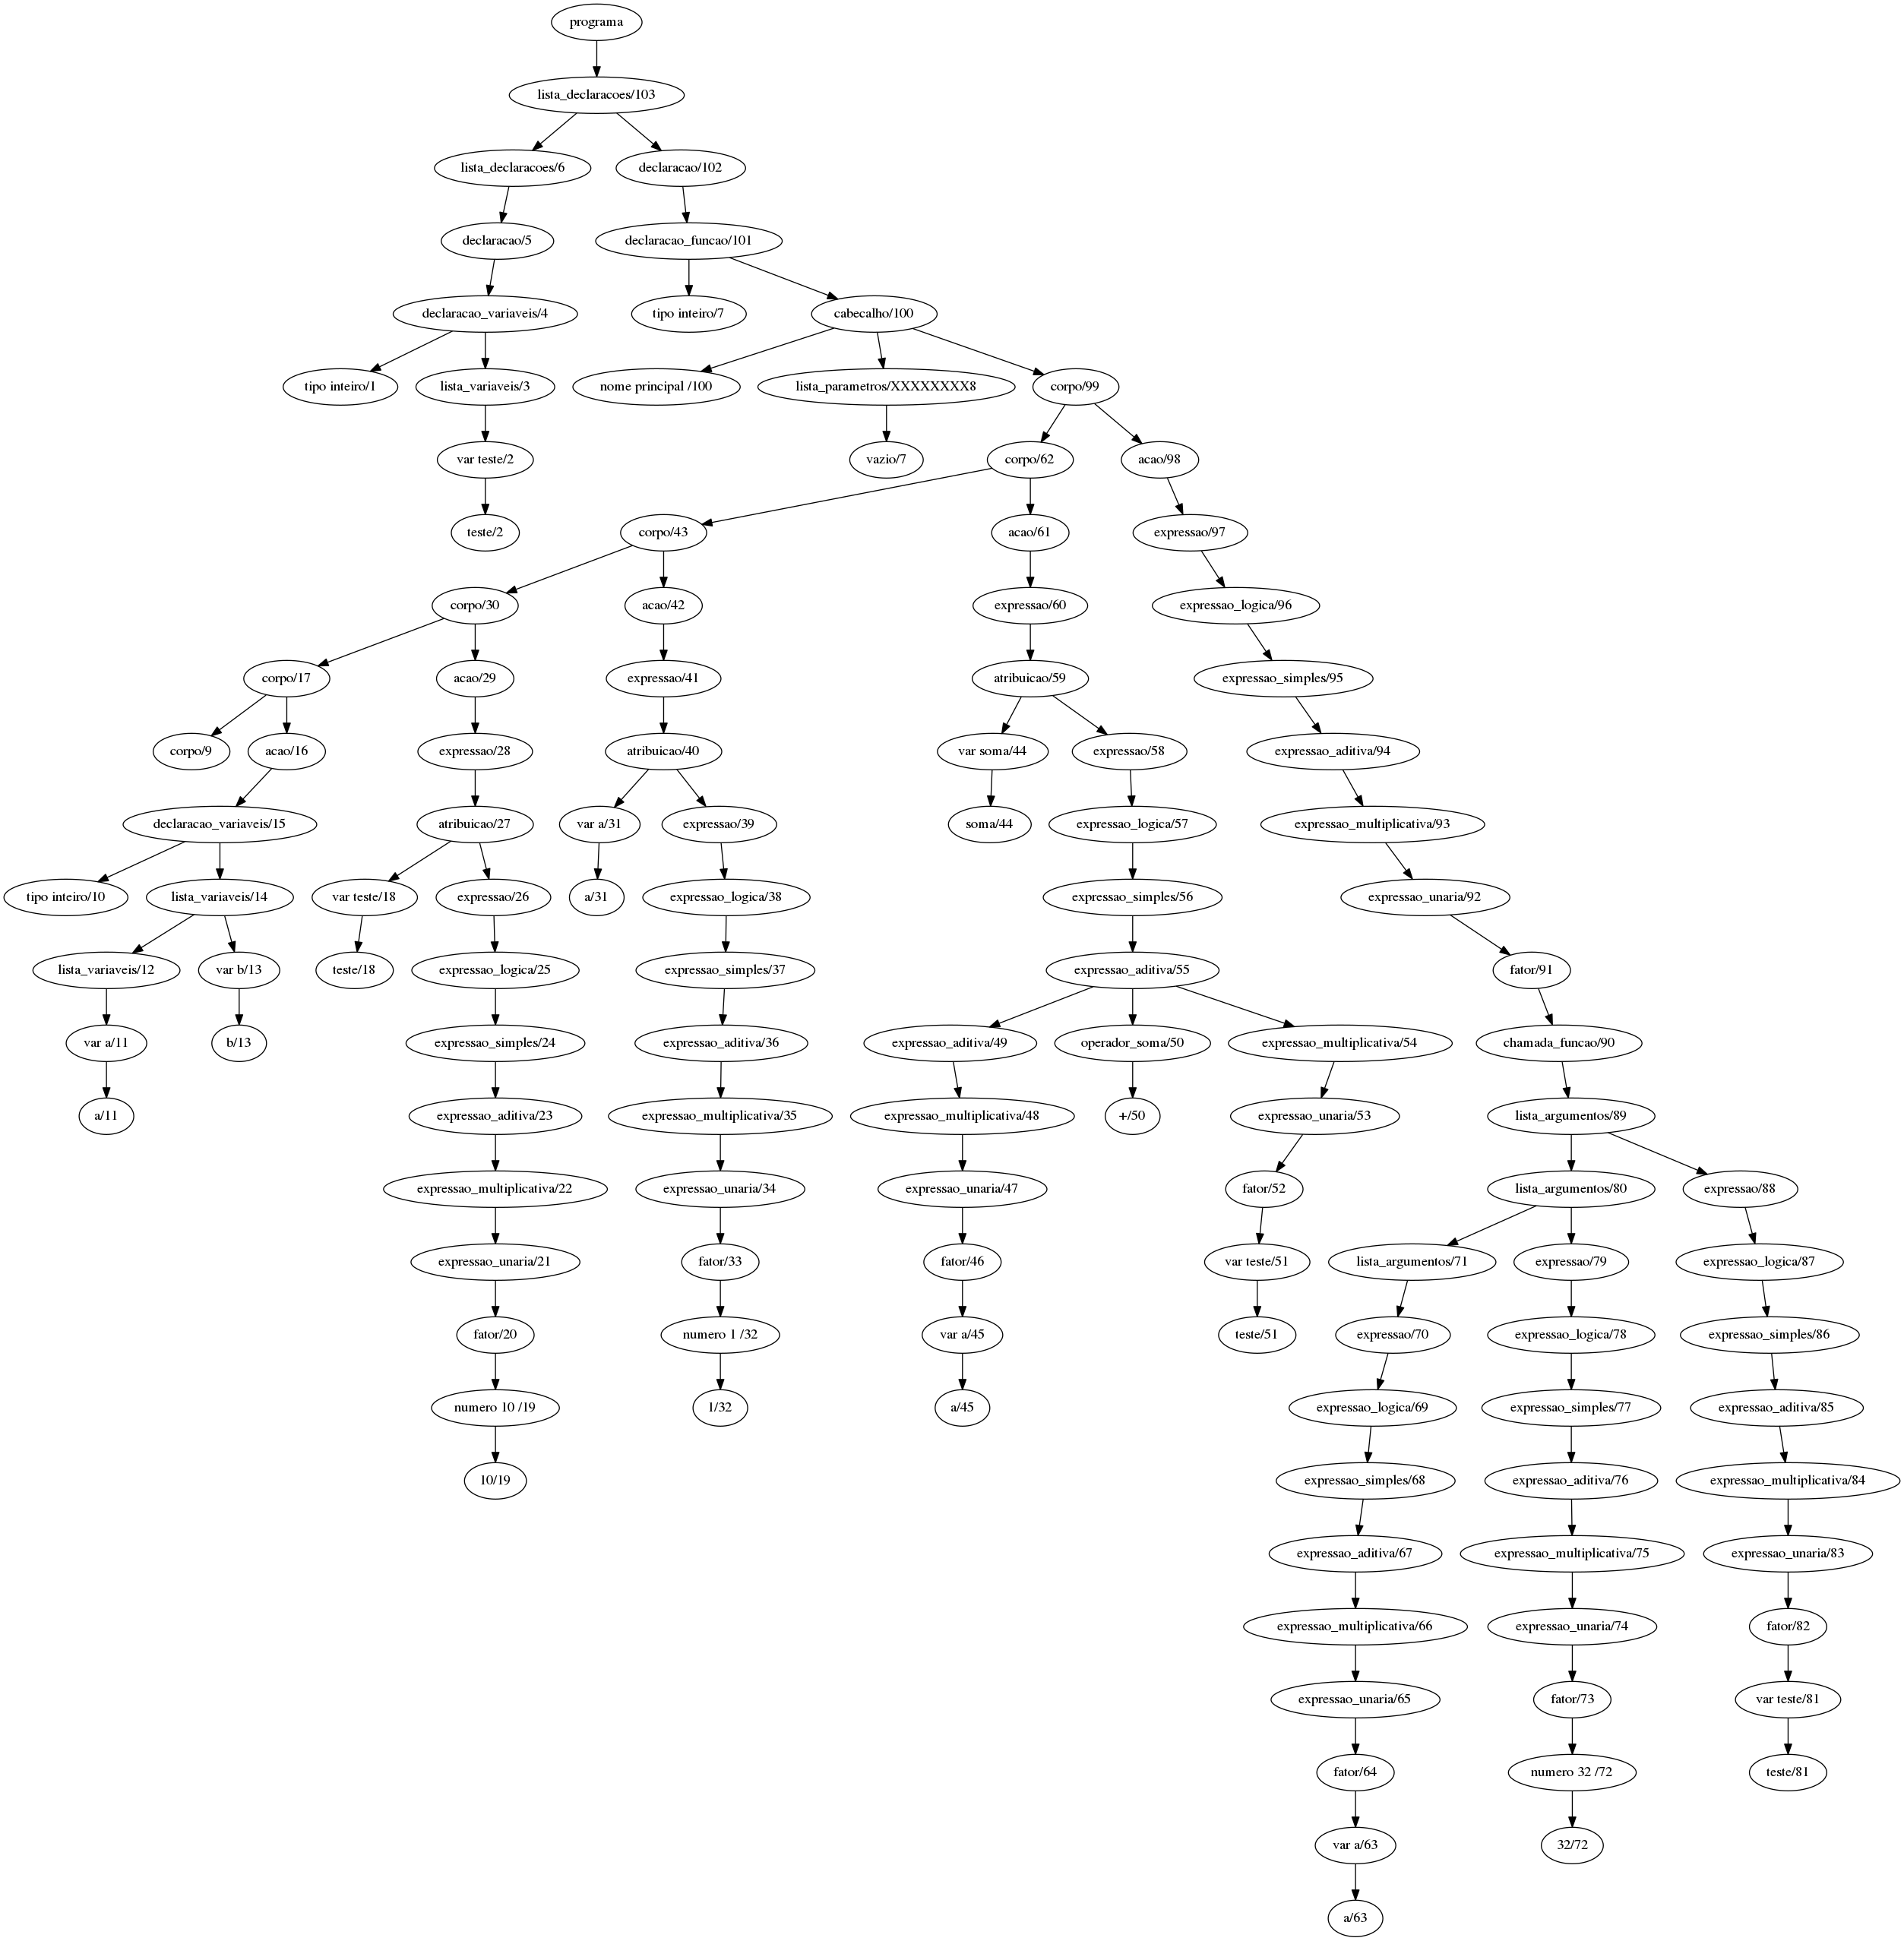 programa
lista_declaracoes/103
lista_declaracoes/6
declaracao/102
declaracao/5
declaracao_funcao/101
declaracao_variaveis/4
tipo inteiro/7
cabecalho/100
tipo inteiro/1
lista_variaveis/3
nome principal /100
lista_parametros/XXXXXXXX8
corpo/99
var teste/2
vazio/7
corpo/62
acao/98
teste/2
corpo/43
acao/61
expressao/97
corpo/30
acao/42
expressao/60
expressao_logica/96
corpo/17
acao/29
expressao/41
atribuicao/59
expressao_simples/95
corpo/9
acao/16
expressao/28
atribuicao/40
var soma/44
expressao/58
expressao_aditiva/94
declaracao_variaveis/15
atribuicao/27
var a/31
expressao/39
soma/44
expressao_logica/57
expressao_multiplicativa/93
tipo inteiro/10
lista_variaveis/14
var teste/18
expressao/26
a/31
expressao_logica/38
expressao_simples/56
expressao_unaria/92
lista_variaveis/12
var b/13
teste/18
expressao_logica/25
expressao_simples/37
expressao_aditiva/55
fator/91
var a/11
b/13
expressao_simples/24
expressao_aditiva/36
expressao_aditiva/49
operador_soma/50
expressao_multiplicativa/54
chamada_funcao/90
a/11
expressao_aditiva/23
expressao_multiplicativa/35
expressao_multiplicativa/48
+/50
expressao_unaria/53
lista_argumentos/89
expressao_multiplicativa/22
expressao_unaria/34
expressao_unaria/47
fator/52
lista_argumentos/80
expressao/88
expressao_unaria/21
fator/33
fator/46
var teste/51
lista_argumentos/71
expressao/79
expressao_logica/87
fator/20
numero 1 /32
var a/45
teste/51
expressao/70
expressao_logica/78
expressao_simples/86
numero 10 /19
1/32
a/45
expressao_logica/69
expressao_simples/77
expressao_aditiva/85
10/19
expressao_simples/68
expressao_aditiva/76
expressao_multiplicativa/84
expressao_aditiva/67
expressao_multiplicativa/75
expressao_unaria/83
expressao_multiplicativa/66
expressao_unaria/74
fator/82
expressao_unaria/65
fator/73
var teste/81
fator/64
numero 32 /72
teste/81
var a/63
32/72
a/63